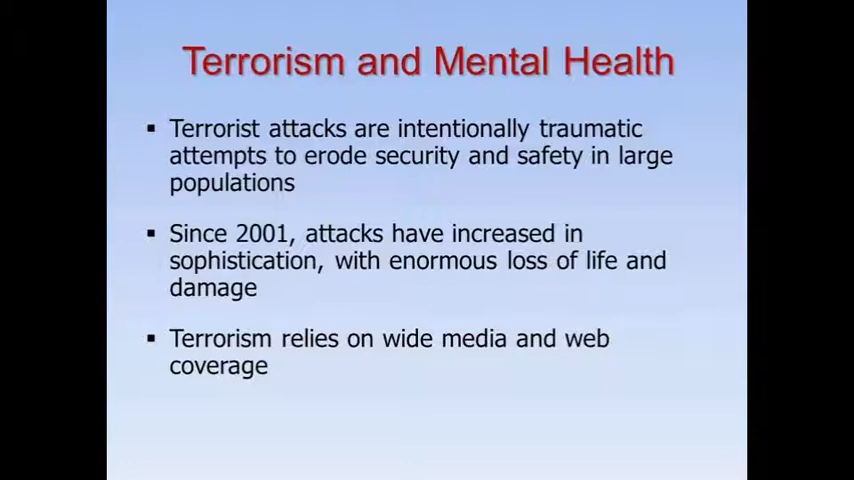 Terrorism and Mental Health
▪ Terrorist attacks are intentionally traumatic
attempts to erode security and safety in large
populations
▪ Since 2001, attacks have increased in
sophistication, with enormous loss of life and
damage
▪ Terrorism relies on wide media and web
coverage